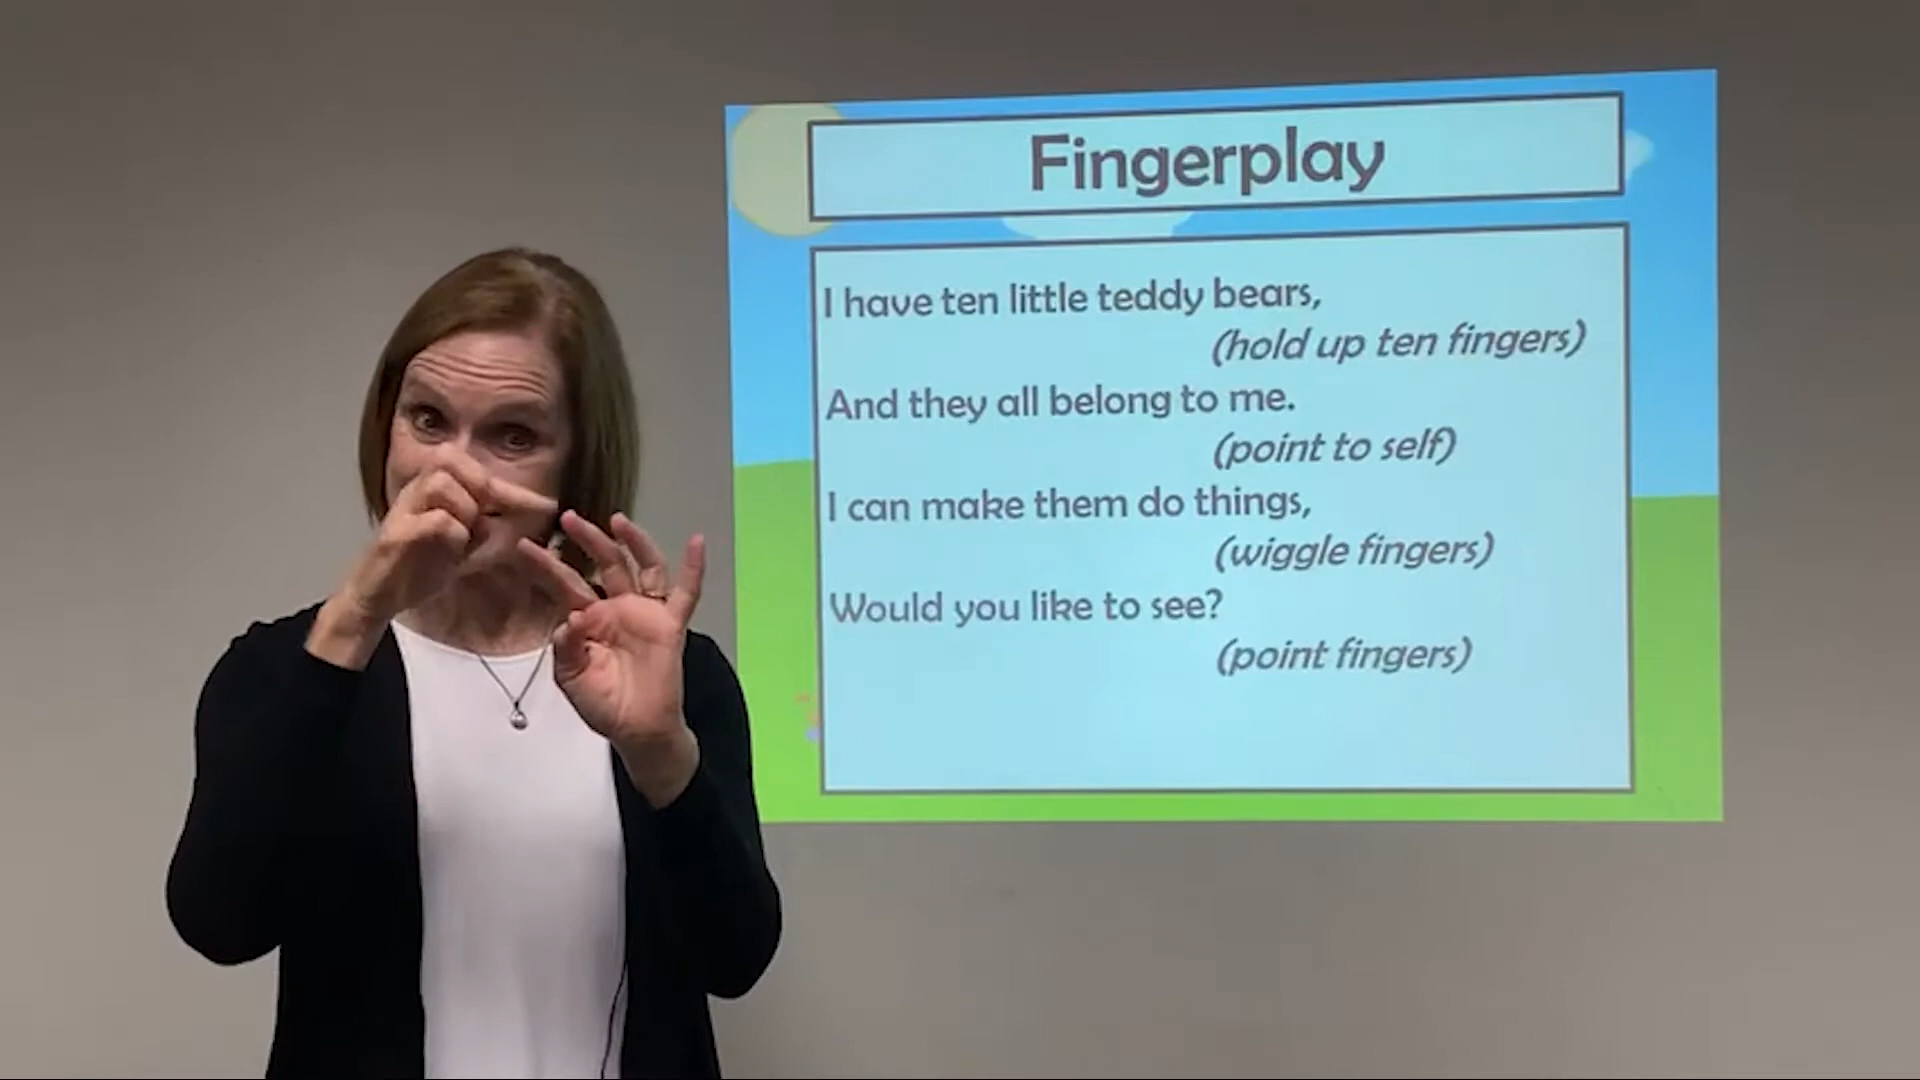 Fingerplay
I have ten little teddy bears,
(hold up ten fingers)
And they all belong to me.
(point to self)
I can make them do things,
(wiggle fingers)
Would you like to see?
(point fingers)